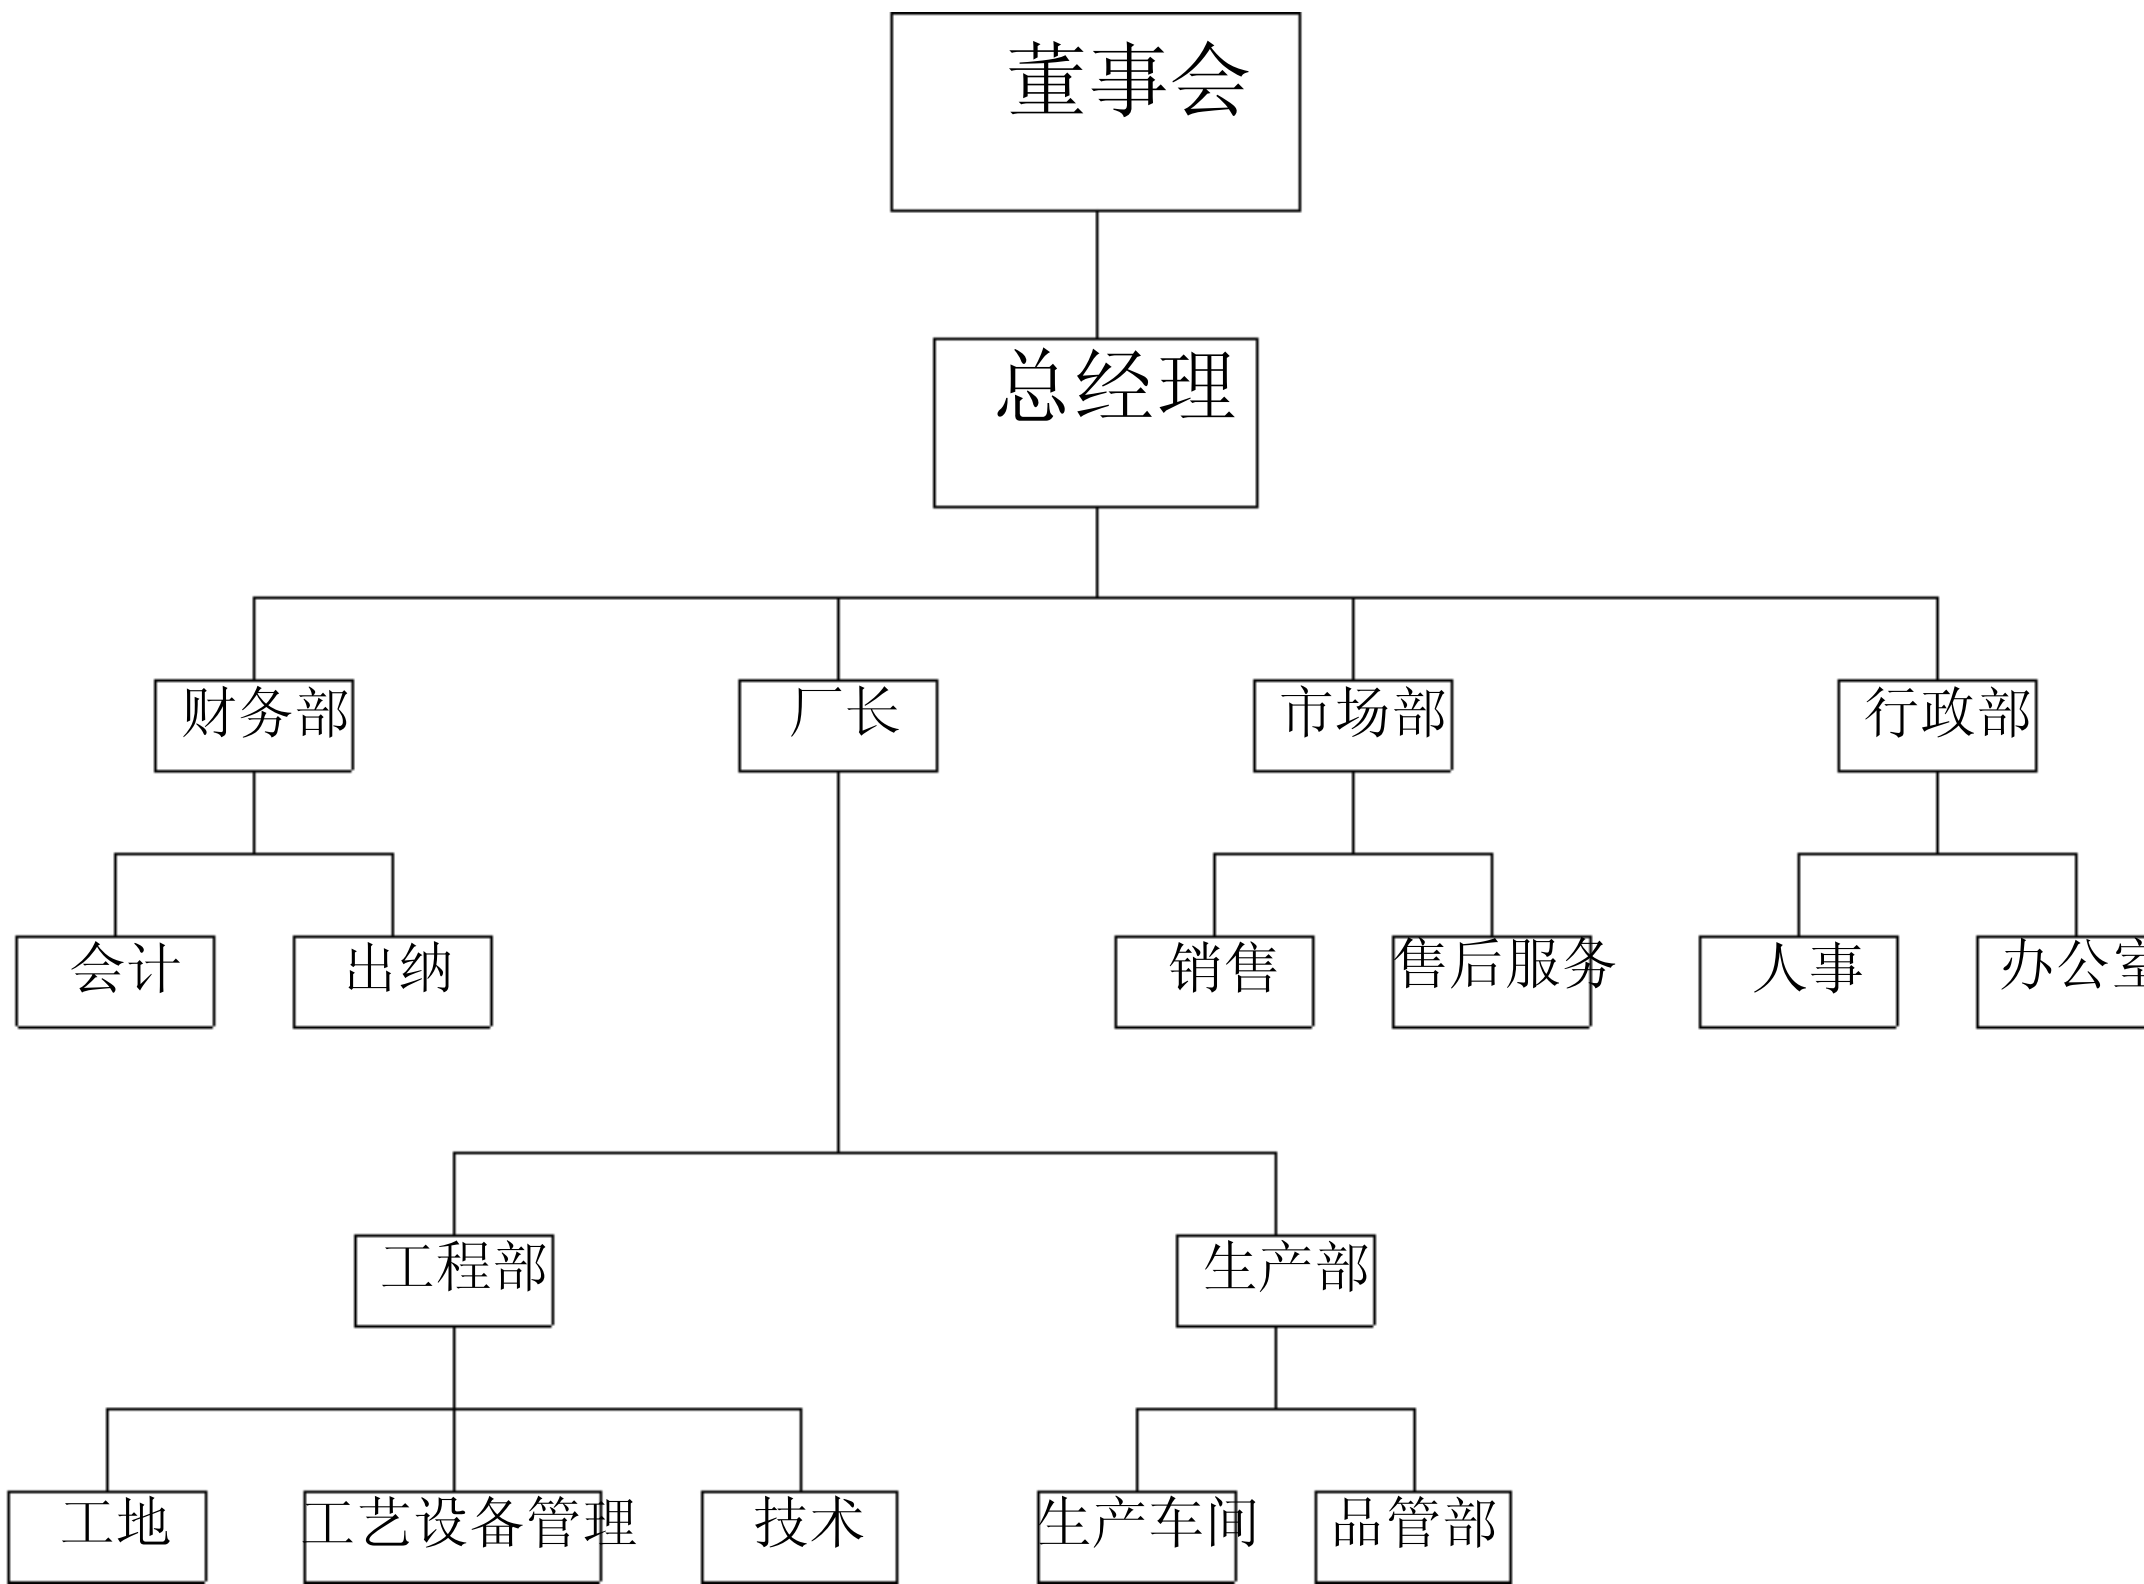 董事会
总经理
财务部
厂长
市场部
行政部
会计
出纳
销售
售后服务
人事
办公室
工程部
生产部
工地
工艺设备管理
技术
生产车间
品管部